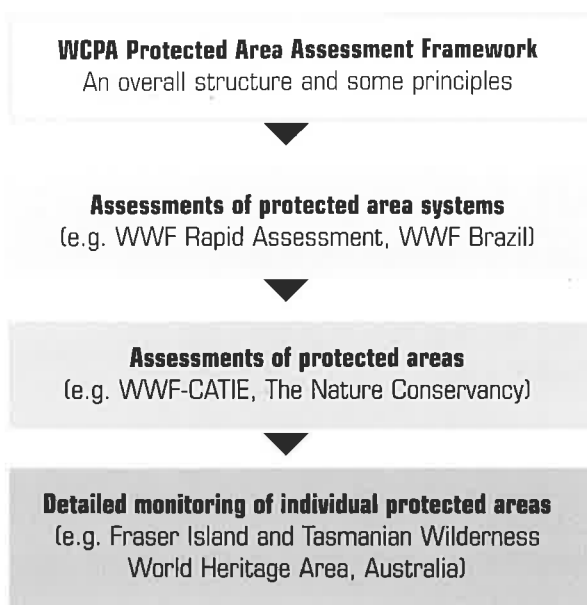 WCPA Protected Area Assessment Framework
An overall structure and some principles
Assessments of protected area systems
(e.g. WWF Rapid Assessment, WWF Brazil)
Assessments of protected areas
(e.g. WWF-CATIE, The Nature Conservancy)
Detailed monitoring of individual protected areas
(e.g. Fraser Island and Tasmanian Wilderness
World Heritage Area, Australia)